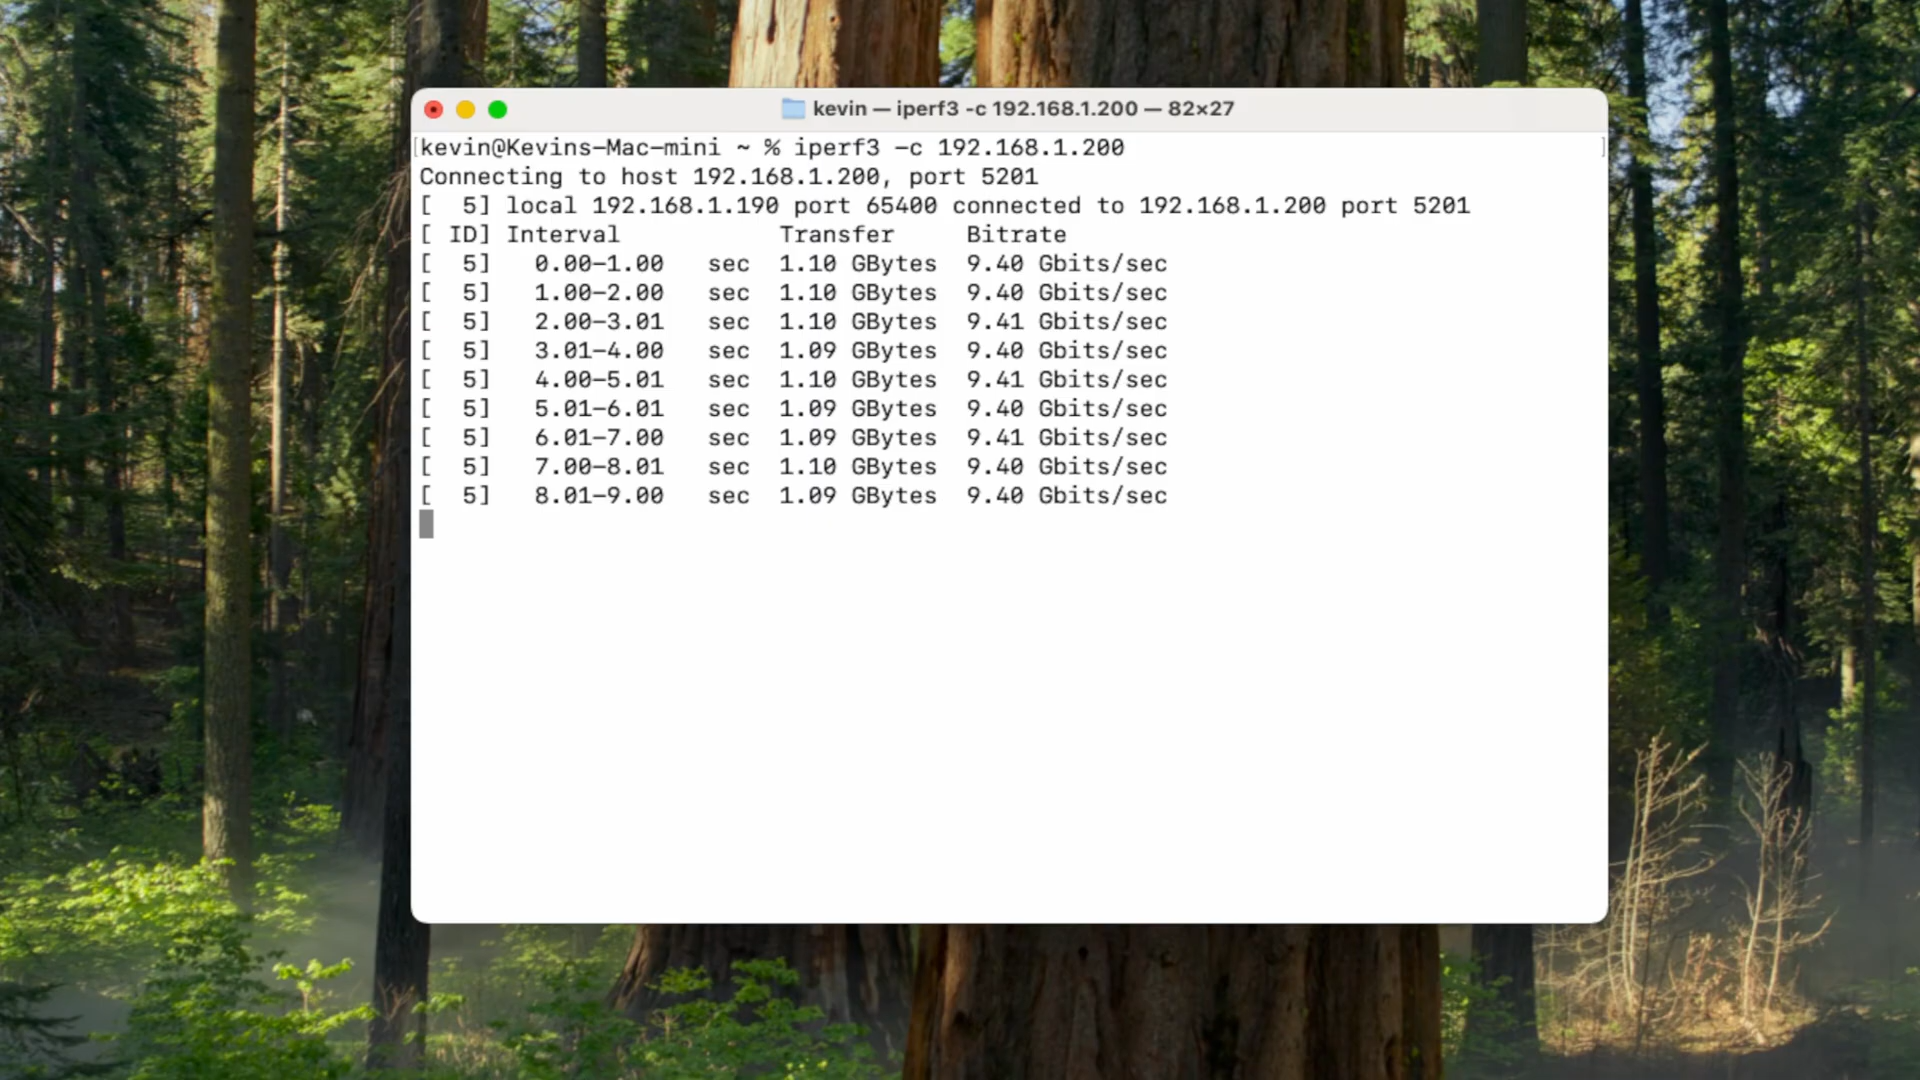 kevin — iperf3 -c 192.168.1.200 — 82×27
[kevin@Kevins-Mac-mini ~ % iperf3 -c 192.168.1.200 ]
Connecting to host 192.168.1.200, port 5201
[  5] local 192.168.1.190 port 65400 connected to 192.168.1.200 port 5201
[ ID] Interval           Transfer     Bitrate
[  5]   0.00-1.00   sec  1.10 GBytes  9.40 Gbits/sec
[  5]   1.00-2.00   sec  1.10 GBytes  9.40 Gbits/sec
[  5]   2.00-3.01   sec  1.10 GBytes  9.41 Gbits/sec
[  5]   3.01-4.00   sec  1.09 GBytes  9.40 Gbits/sec
[  5]   4.00-5.01   sec  1.10 GBytes  9.41 Gbits/sec
[  5]   5.01-6.01   sec  1.09 GBytes  9.40 Gbits/sec
[  5]   6.01-7.00   sec  1.09 GBytes  9.41 Gbits/sec
[  5]   7.00-8.01   sec  1.10 GBytes  9.40 Gbits/sec
[  5]   8.01-9.00   sec  1.09 GBytes  9.40 Gbits/sec